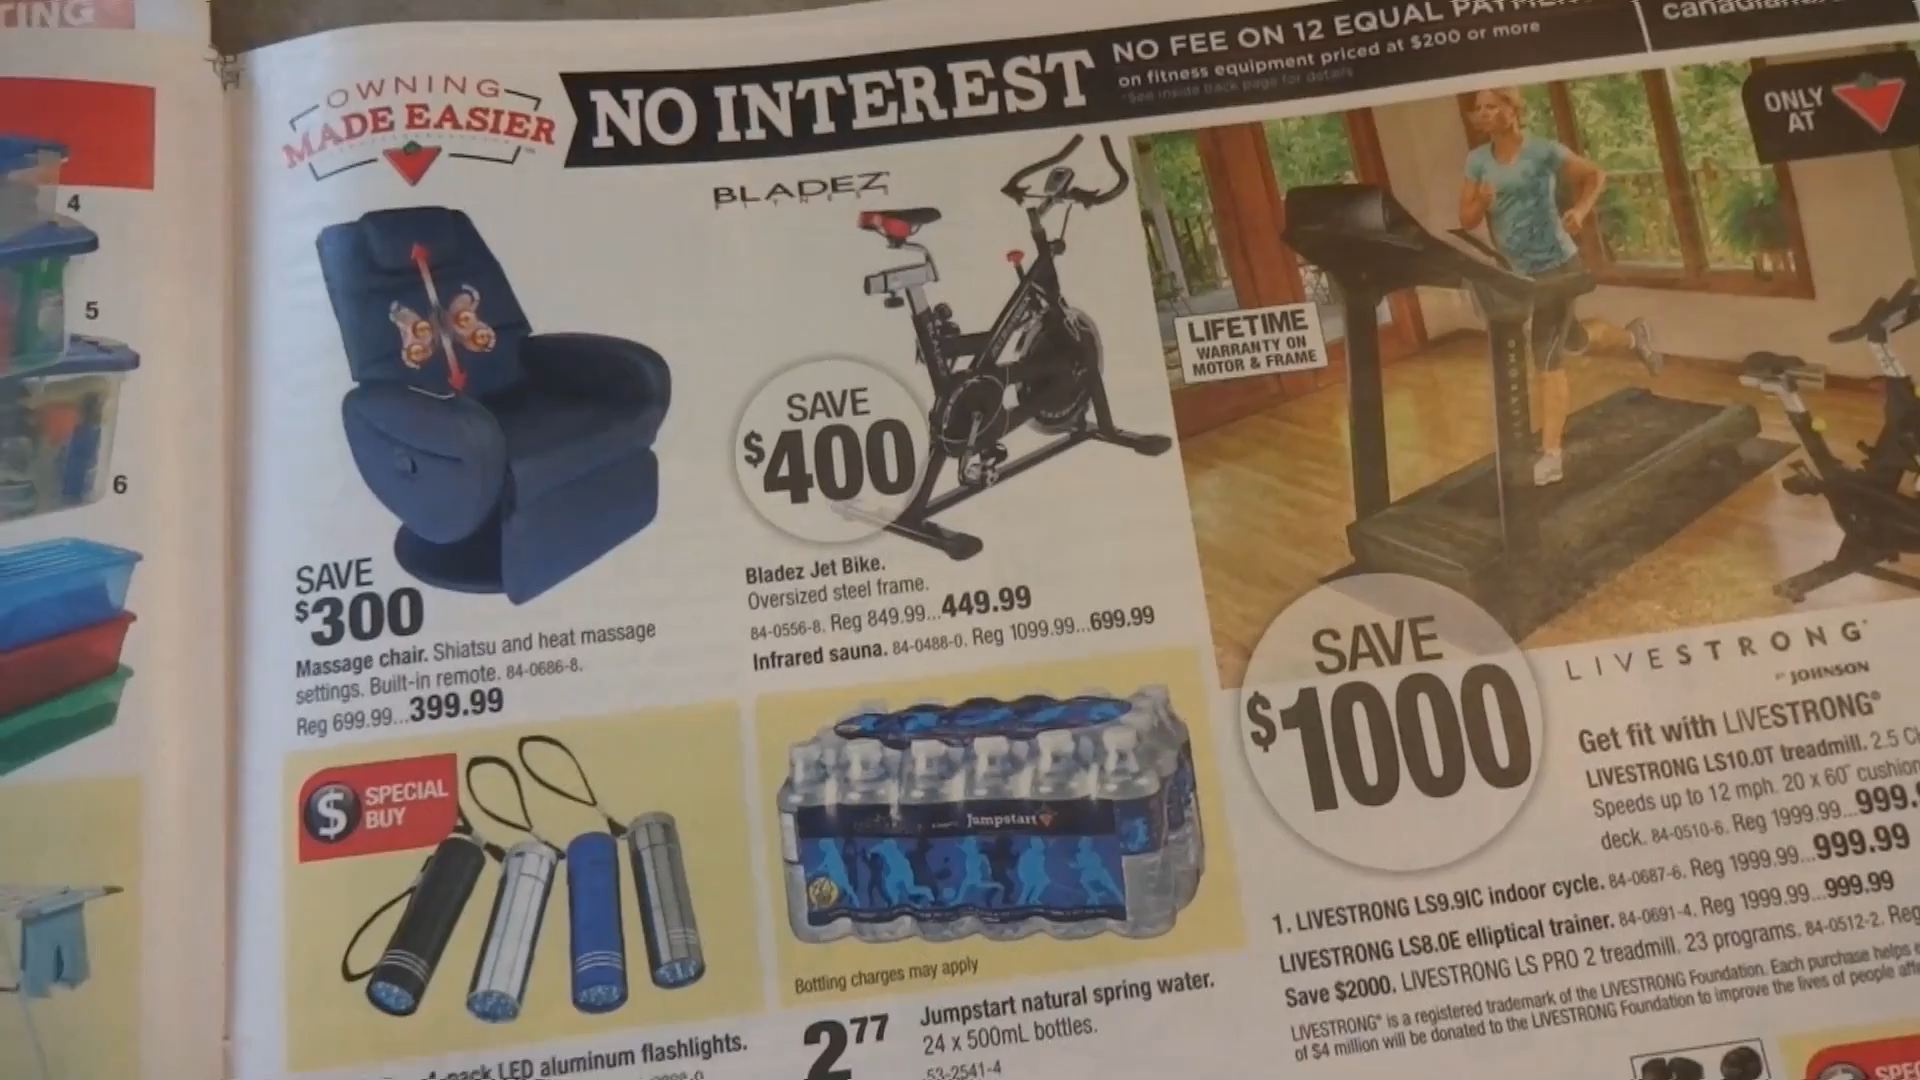 TING
4
5
6
OWNING
MADE EASIER
NO INTEREST
NO FEE ON 12 EQUAL
on fitness equipment priced at $200 or more
*See inside back page for details
ONLY
AT
BLADEZ
SAVE
$400
LIFETIME
WARRANTY ON
MOTOR & FRAME
SAVE
$300
Massage chair. Shiatsu and heat massage
settings. Built-in remote. 84-0686-8.
Reg 699.99...399.99
Bladez Jet Bike.
Oversized steel frame.
84-0556-8. Reg 849.99...449.99
Infrared sauna. 84-0488-0. Reg 1099.99...699.99
SAVE
$1000
LIVESTRONG
BY JOHNSON
Get fit with LIVESTRONG®
LIVESTRONG LS10.0T treadmill. 2.5
Speeds up to 12 mph. 20 x 60" cushion
deck. 84-0510-6. Reg 1999.99...999.
1. LIVESTRONG LS9.9IC indoor cycle. 84-0687-6. Reg 1999.99...999.99
LIVESTRONG LS8.0E elliptical trainer. 84-0691-4. Reg 1999.99...999.99
Save $2000. LIVESTRONG LS PRO 2 treadmill. 23 programs. 84-0512-2. Reg
LIVESTRONG® is a registered trademark of the LIVESTRONG Foundation. Each purchase helps
of $4 million will be donated to the LIVESTRONG Foundation to improve the lives of people
$ SPECIAL
BUY
Jumpstart
Bottling charges may apply
LED aluminum flashlights.
2 77
Jumpstart natural spring water.
24 x 500mL bottles.
53-2541-4